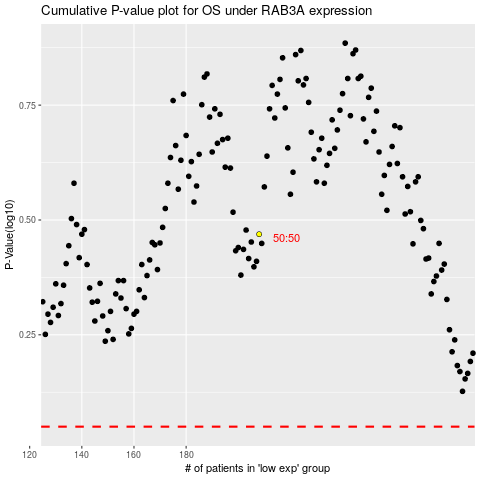 Cumulative P-value plot for OS under RAB3A expression
P-Value(log10)
0.75
0.50
0.25
50:50
120 140 160 180
# of patients in 'low exp' group